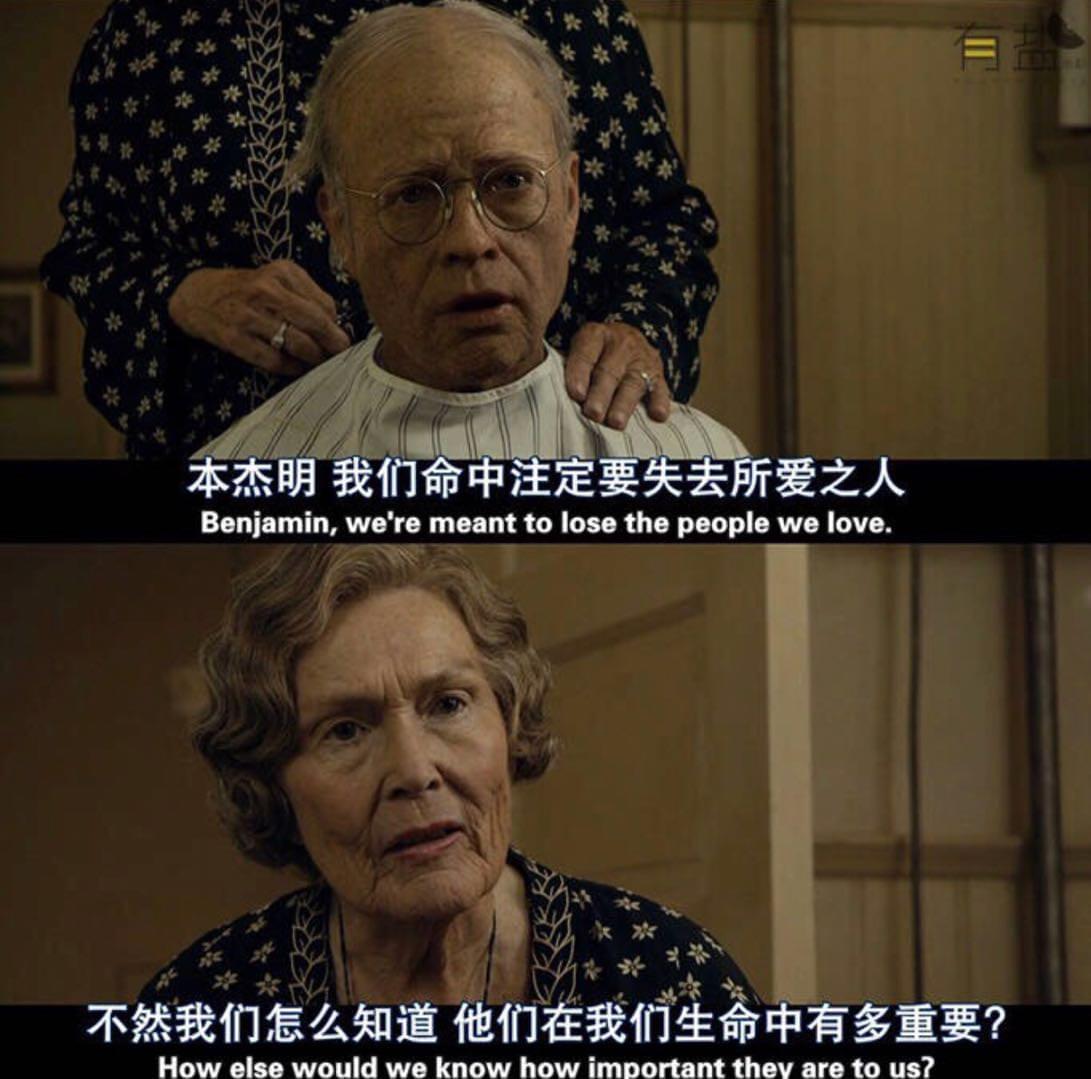 有盐
本杰明 我们命中注定要失去所爱之人
Benjamin, we're meant to lose the people we love.
不然我们怎么知道 他们在我们生命中有多重要?
How else would we know how important they are to us?